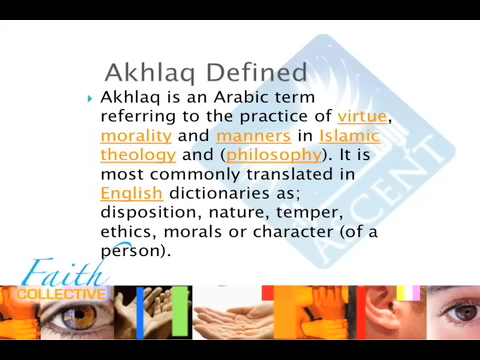 Akhlaq Defined
Akhlaq is an Arabic term
referring to the practice of virtue,
morality and manners in Islamic
theology and (philosophy). It is
most commonly translated in
English dictionaries as;
disposition, nature, temper,
ethics, morals or character (of a
person).
ACCENT
Faith
COLLECTIVE